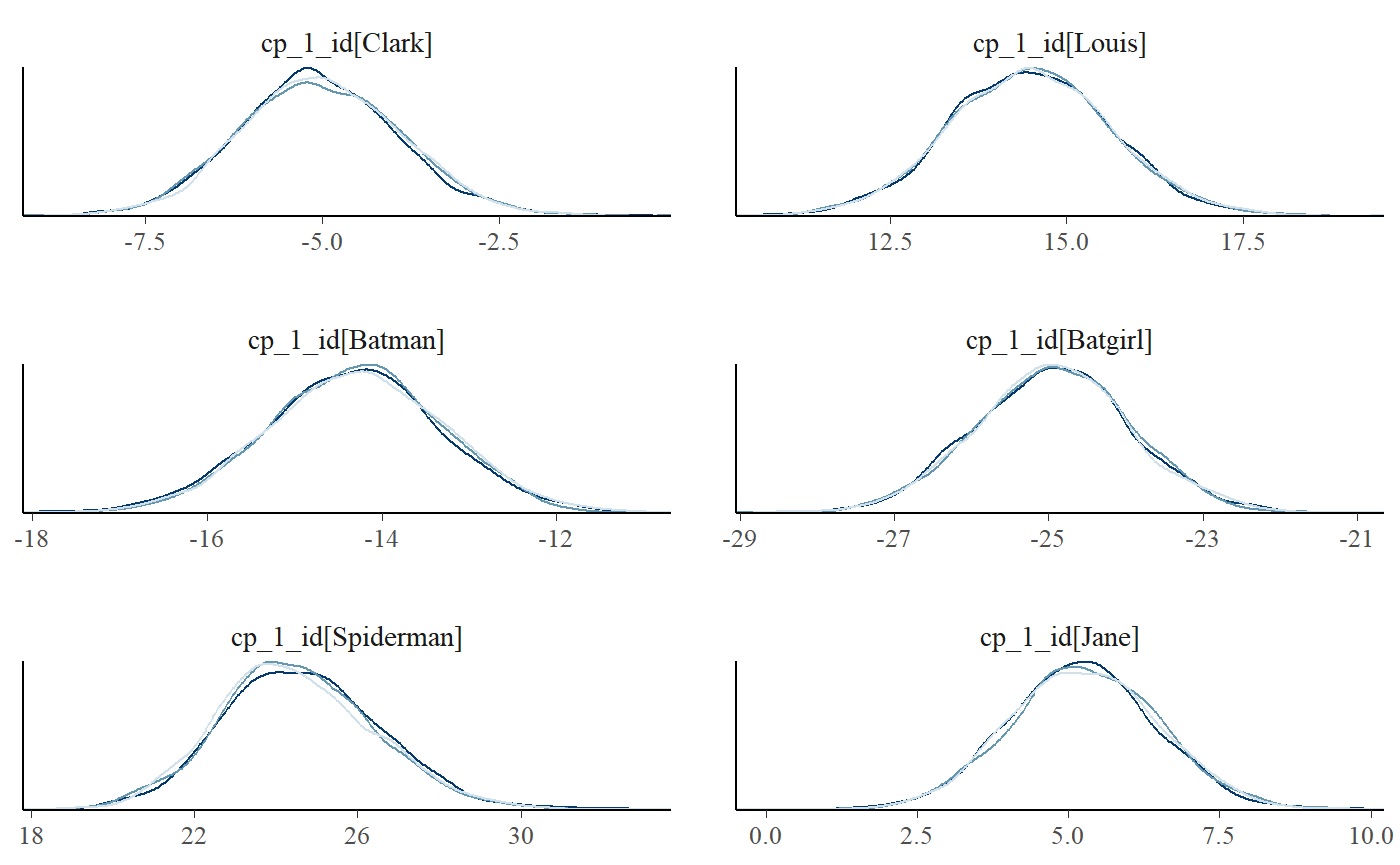 cp_1_id[Clark] cp_1_id[Louis]
-7.5 -5.0 -2.5 12.5 15.0 17.5
cp_1_id[Batman] cp_1_id[Batgirl]
-18 -16 -14 -12 -29 -27 -25 -23 -21
cp_1_id[Spiderman] cp_1_id[Jane]
18 22 26 30 0.0 2.5 5.0 7.5 10.0